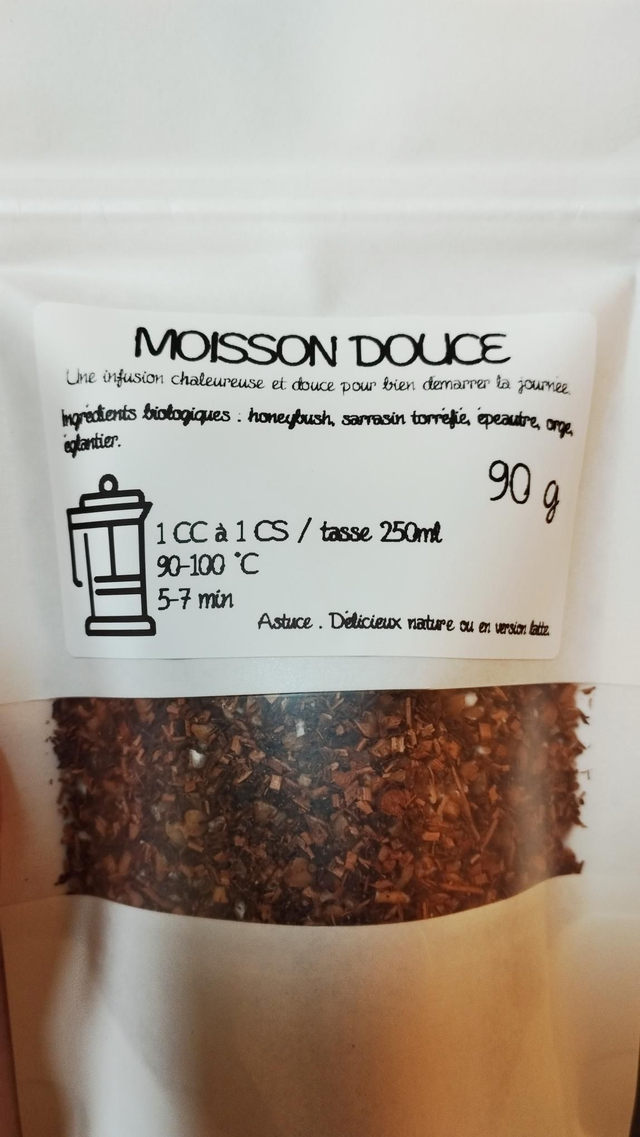 MOISSON DOUCE
Une infusion chaleureuse et douce pour bien démarrer la journée.
Ingrédients biologiques : honeybush, sarrasin torréfié, épeautre, orge,
églantier.
90 g
1 CC à 1 CS / tasse 250ml
90-100 °C
5-7 min
Astuce . Délicieux nature ou en version latte.